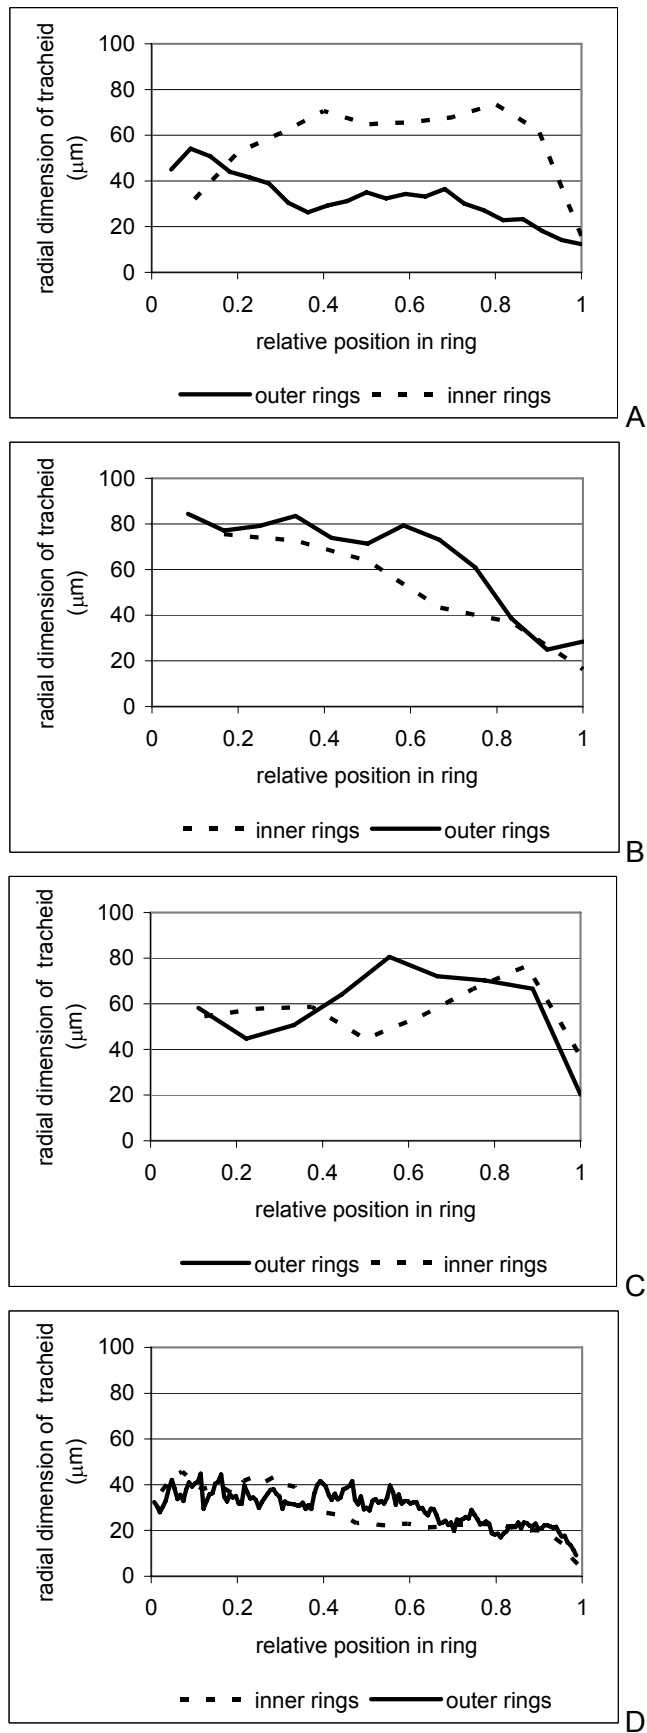 radial dimension of tracheid
(μm)
100
80
60
40
20
0
0 0.2 0.4 0.6 0.8 1
relative position in ring
outer rings inner rings
A
radial dimension of tracheid
(μm)
100
80
60
40
20
0
0 0.2 0.4 0.6 0.8 1
relative position in ring
inner rings outer rings
B
radial dimension of tracheid
(μm)
100
80
60
40
20
0
0 0.2 0.4 0.6 0.8 1
relative position in ring
outer rings inner rings
C
radial dimension of tracheid
(μm)
100
80
60
40
20
0
0 0.2 0.4 0.6 0.8 1
relative position in ring
inner rings outer rings
D